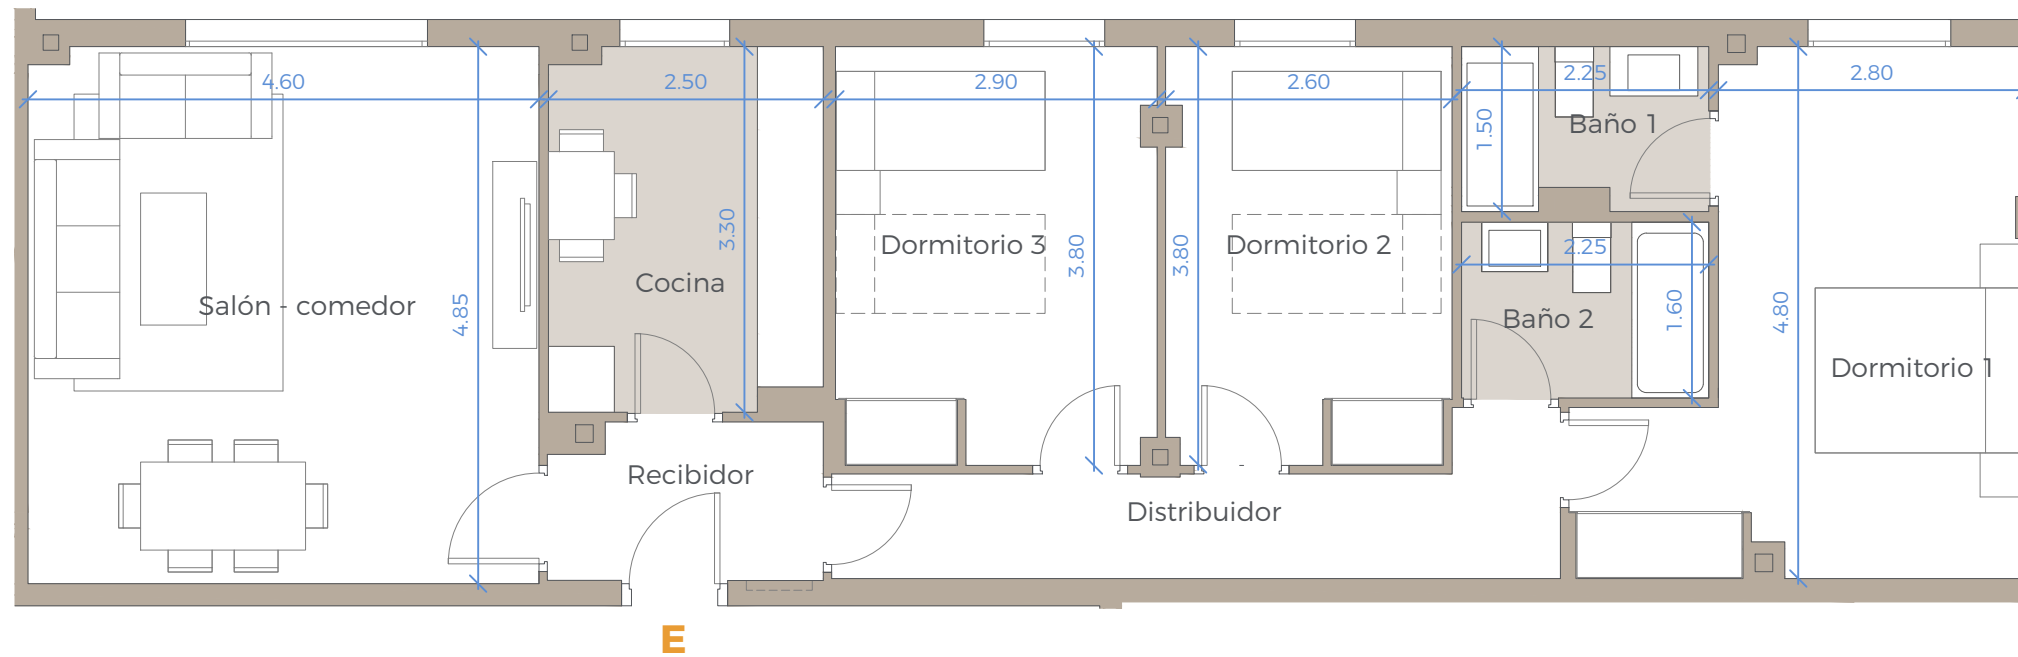 4.60
2.50
2.90
2.60
2.25
2.80
1.50
Baño 1
3.30
Dormitorio 3
3.80
3.80
Dormitorio 2
2.25
Cocina
Salón - comedor
4.85
Baño 2
1.60
4.80
Dormitorio 1
Recibidor
Distribuidor
E